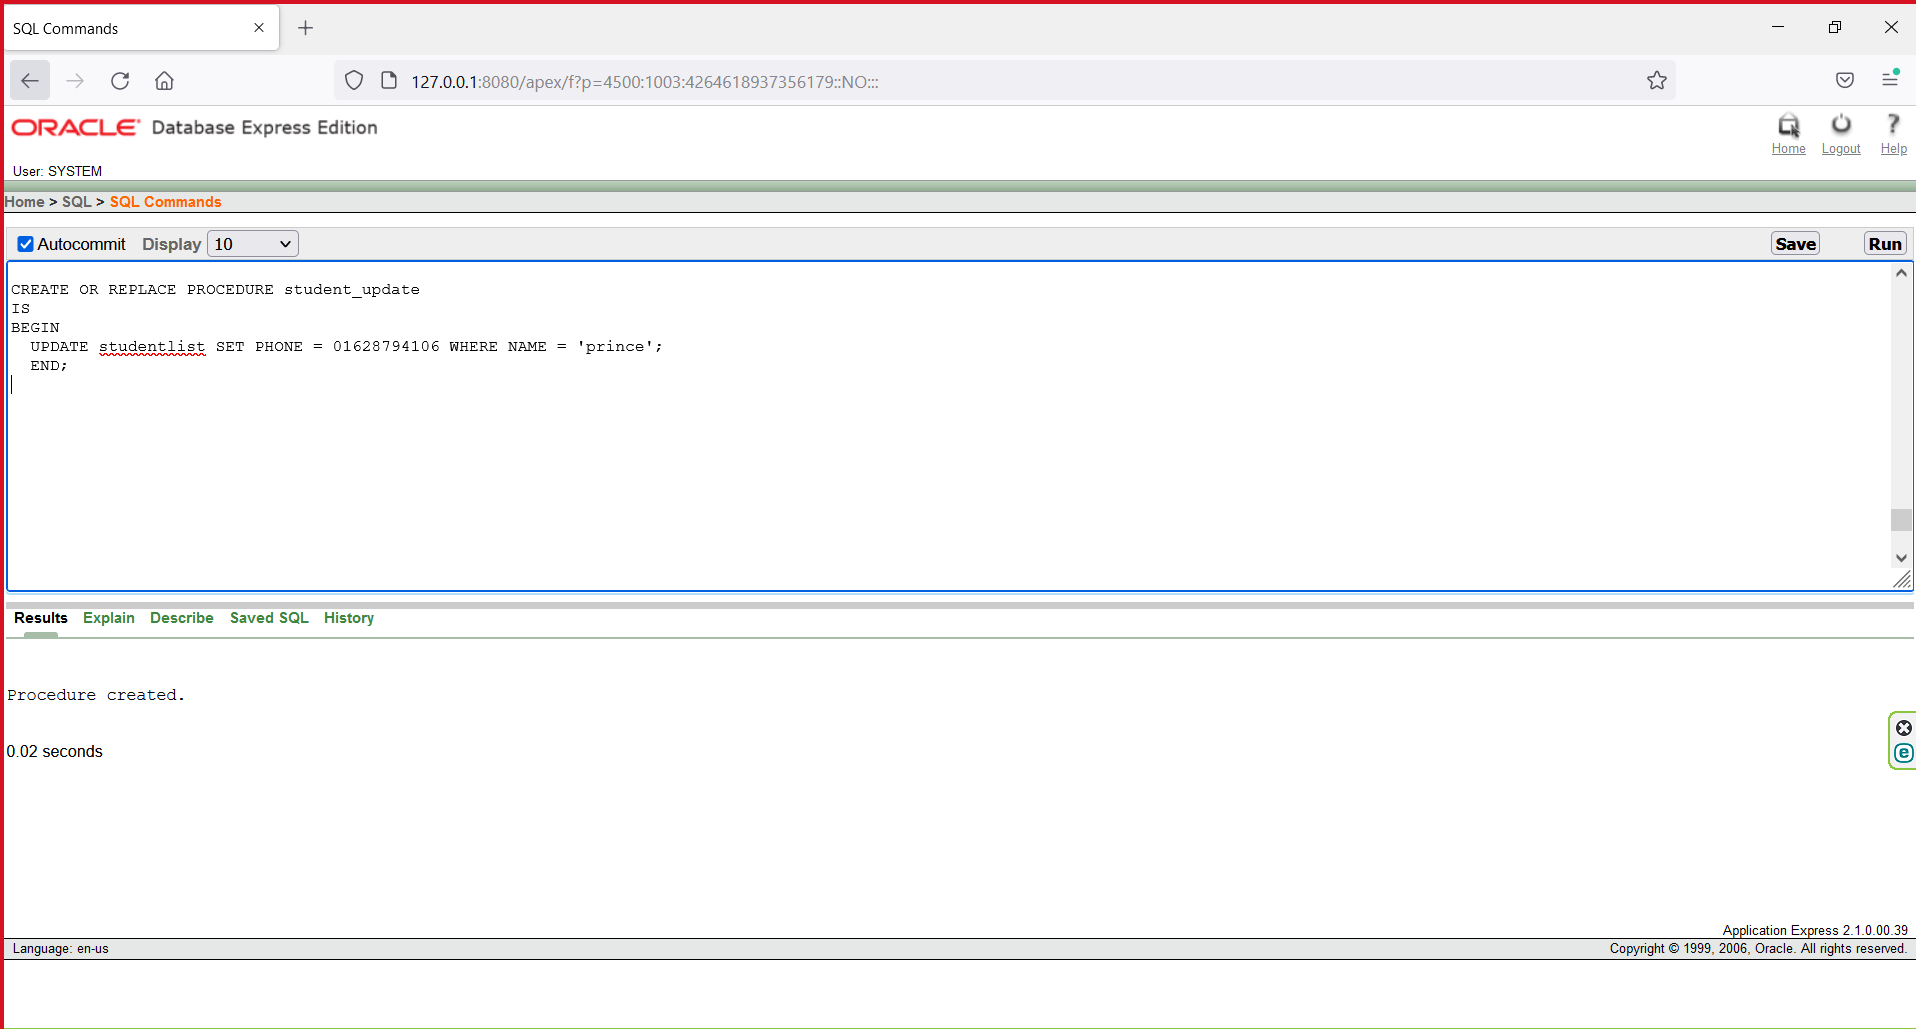 SQL Commands
127.0.0.1:8080/apex/f?p=4500:1003:4264618937356179::NO:::
ORACLE Database Express Edition
Home Logout Help
User: SYSTEM
Home > SQL > SQL Commands
Autocommit Display 10 Save Run
CREATE OR REPLACE PROCEDURE student_update
IS
BEGIN
UPDATE studentlist SET PHONE = 01628794106 WHERE NAME = 'prince';
END;
Results Explain Describe Saved SQL History
Procedure created.
0.02 seconds
Application Express 2.1.0.00.39
Language: en-us Copyright © 1999, 2006, Oracle. All rights reserved.